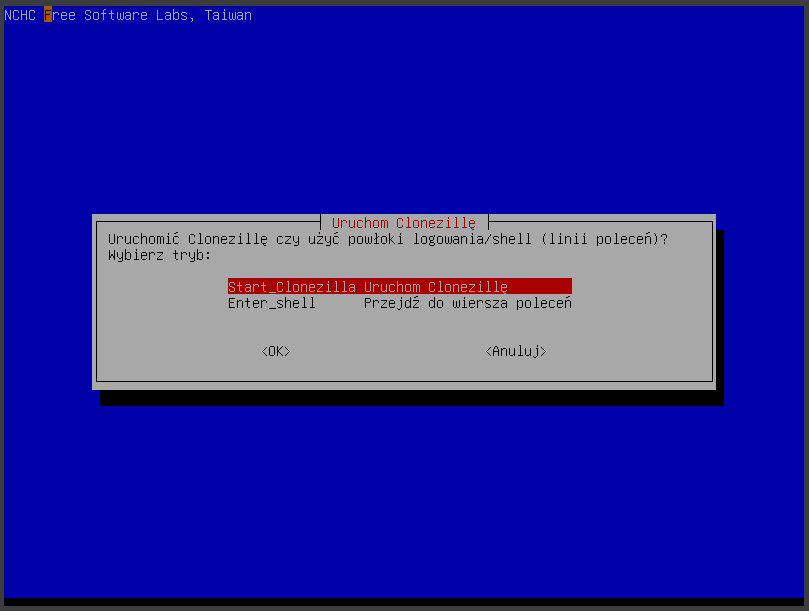 NCHC Free Software Labs, Taiwan
Uruchom Clonezillę
Uruchomić Clonezillę czy użyć powłoki logowania/shell (linii poleceń)?
Wybierz tryb:
Start_Clonezilla Uruchom Clonezillę
Enter_shell Przejdź do wiersza poleceń
<OK> <Anuluj>